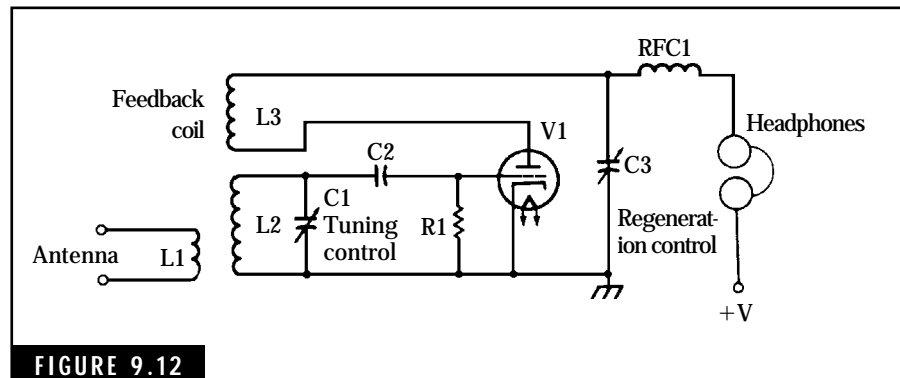 RFC1
Feedback
coil
L3
V1
Headphones
C2
C3
C1
L2
Tuning
control
R1
Regenerat-
ion control
Antenna
L1
+V
FIGURE 9.12